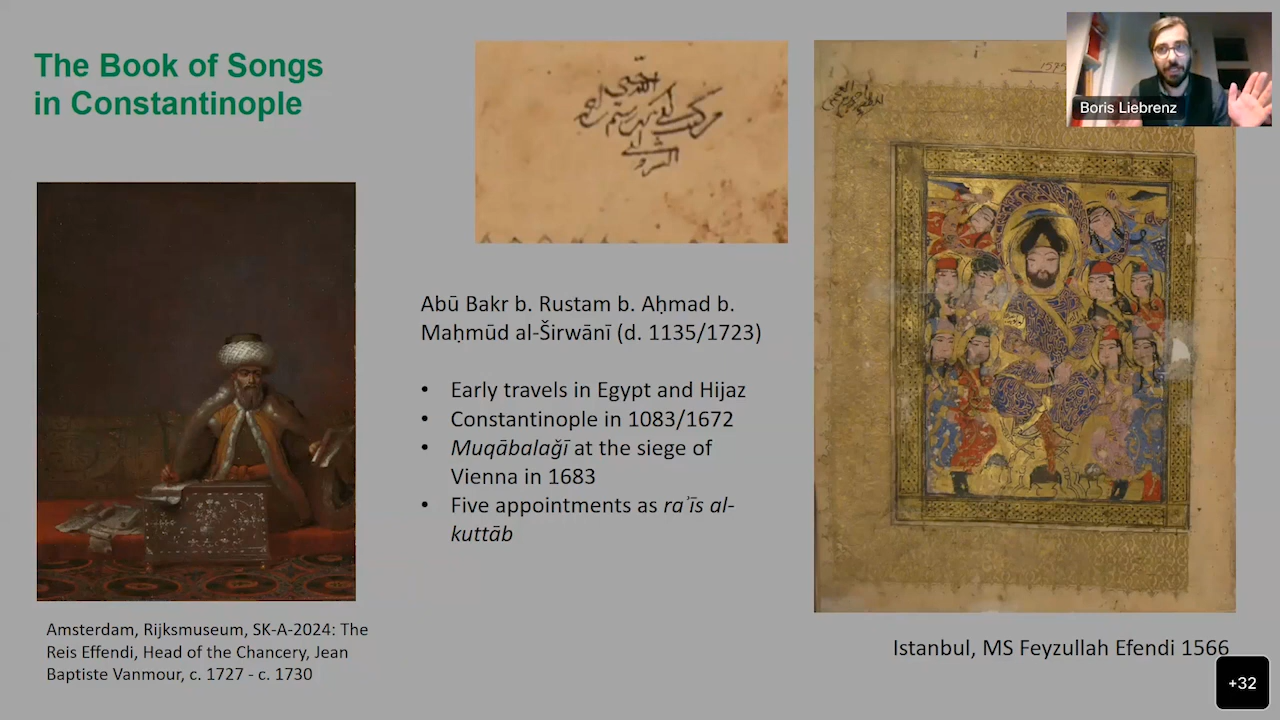 The Book of Songs
in Constantinople
Abū Bakr b. Rustam b. Aḥmad b.
Maḥmūd al-Širwānī (d. 1135/1723)
• Early travels in Egypt and Hijaz
• Constantinople in 1083/1672
• Muqābalaǧī at the siege of
Vienna in 1683
• Five appointments as raʾīs al-
kuttāb
Amsterdam, Rijksmuseum, SK-A-2024: The
Reis Effendi, Head of the Chancery, Jean
Baptiste Vanmour, c. 1727 - c. 1730
Boris Liebrenz
Istanbul, MS Feyzullah Efendi 1566
+32